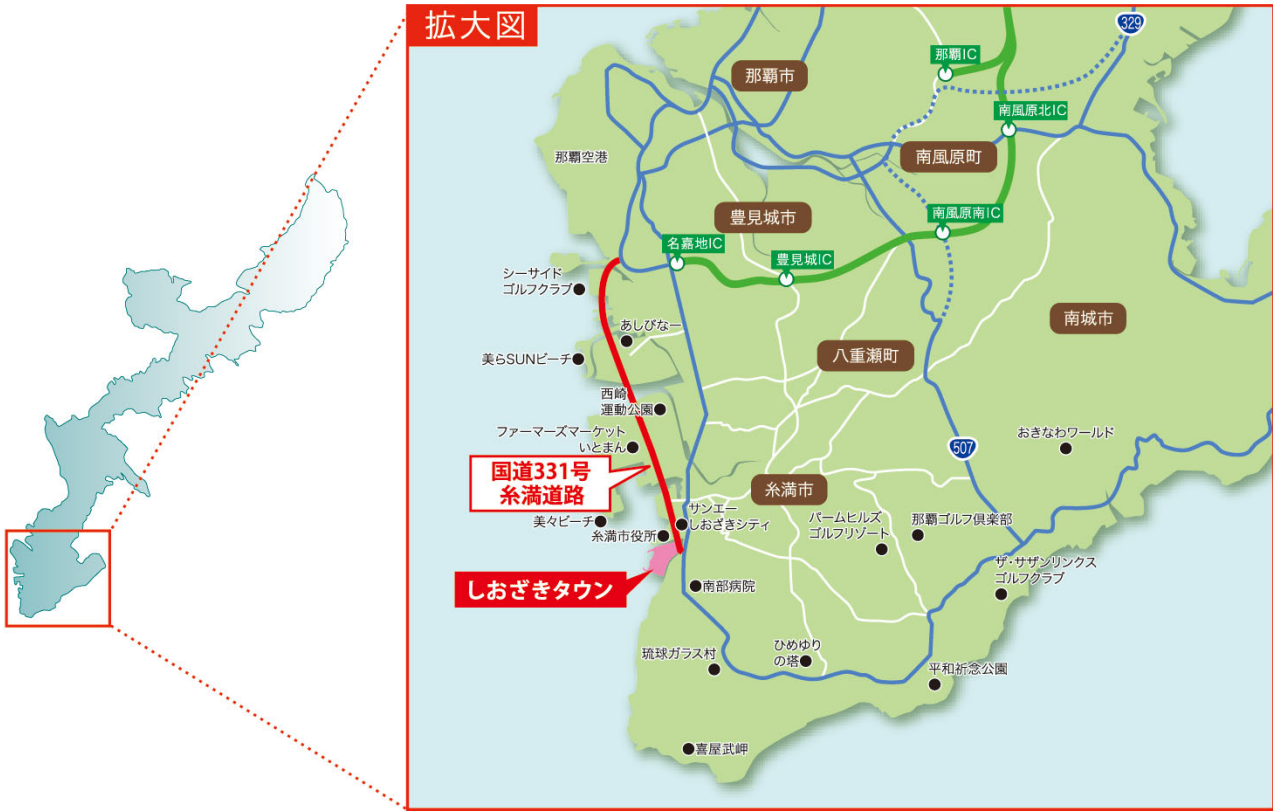 拡大図
329
那覇IC
那覇市
南風原北IC
那覇空港
南風原町
豊見城市
南風原南IC
名嘉地IC
豊見城IC
シーサイド
ゴルフクラブ
南城市
あしびなー
八重瀬町
美らSUNビーチ
西崎
運動公園
ファーマーズマーケット
いとまん
おきなわワールド
507
国道331号
糸満道路
糸満市
美々ビーチ
サンエー
しおざきシティ
糸満市役所
パームヒルズ
ゴルフリゾート
那覇ゴルフ倶楽部
ザ・サザンリンクス
ゴルフクラブ
しおざきタウン
南部病院
琉球ガラス村
ひめゆり
の塔
平和祈念公園
喜屋武岬